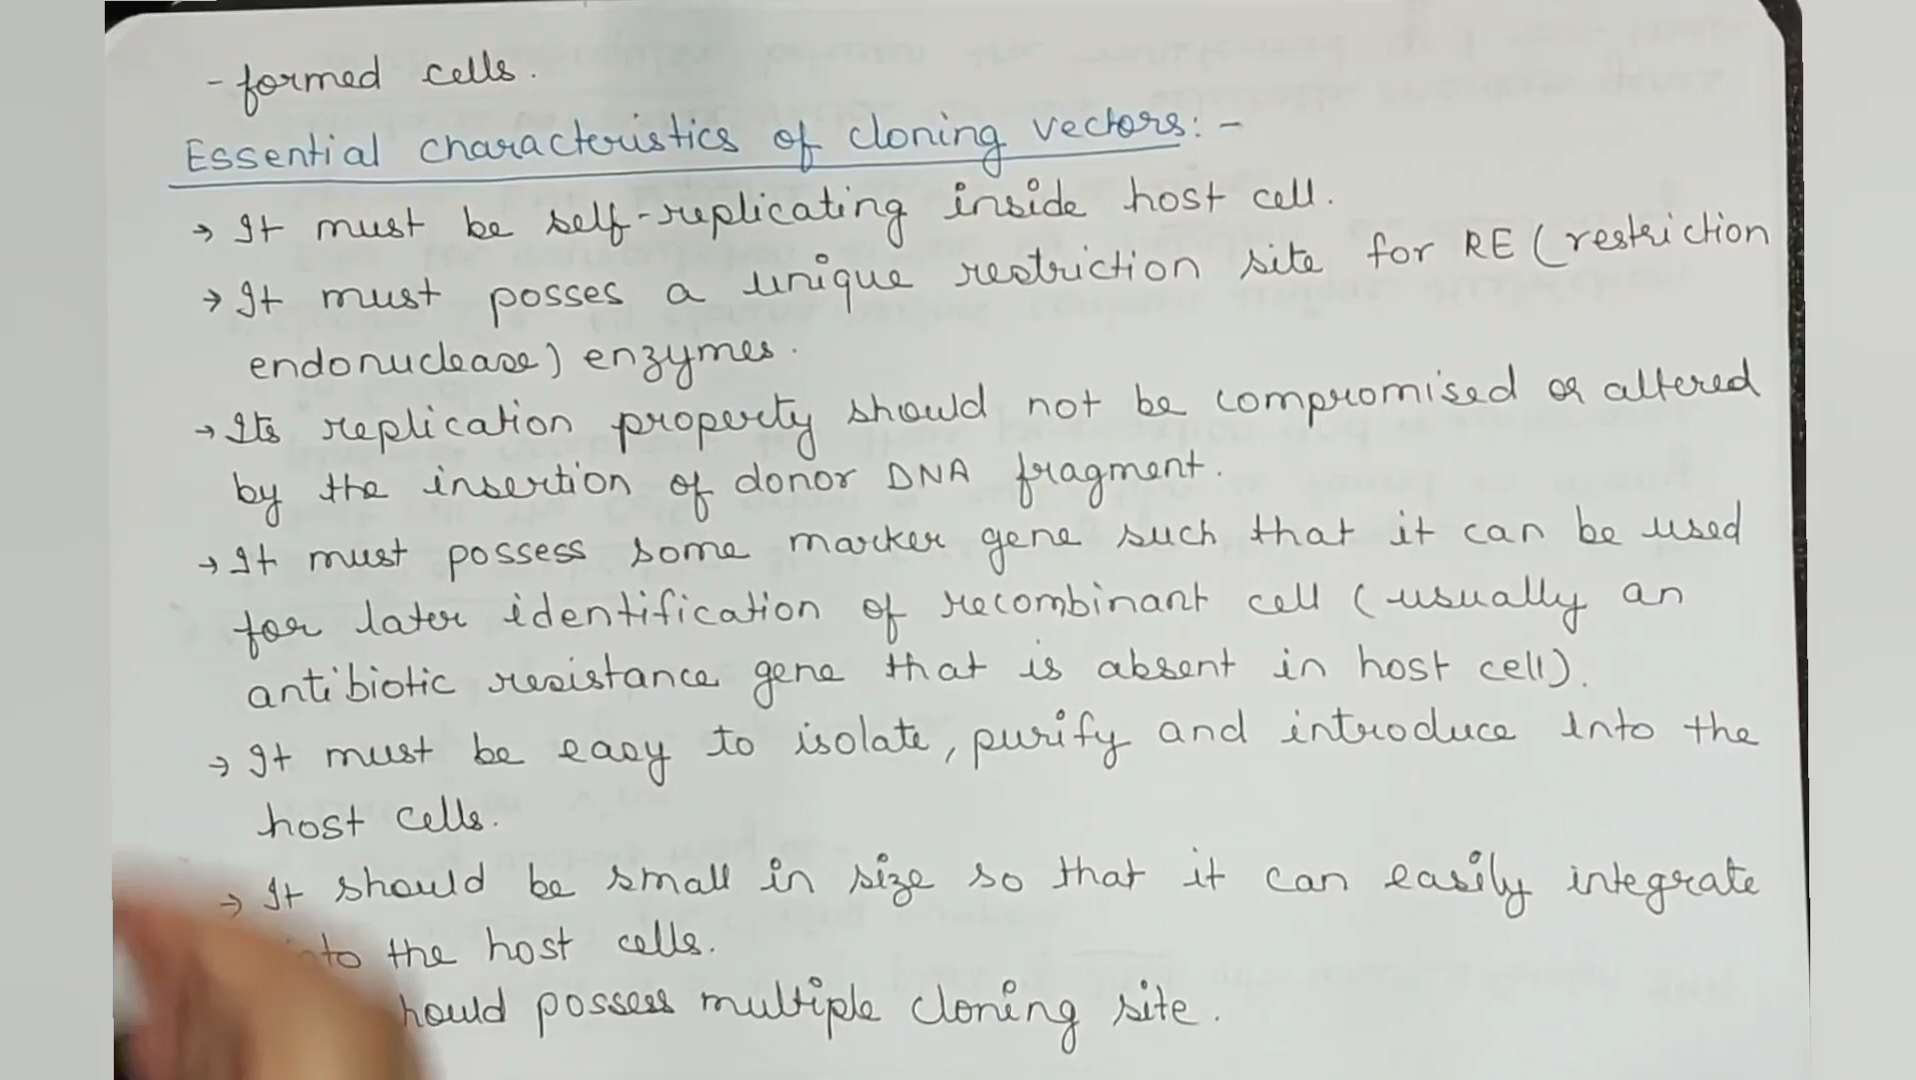 -formed cells.
Essential characteristics of cloning vectors:-
→ It must be self-replicating inside host cell.
→ It must posses a unique restriction site for RE (restriction
endonuclease) enzymes.
→ Its replication property should not be compromised or altered
by the insertion of donor DNA fragment.
→ It must possess some marker gene such that it can be used
for later identification of recombinant cell (usually an
antibiotic resistance gene that is absent in host cell).
→ It must be easy to isolate, purify and introduce into the
host cells.
→ It should be small in size so that it can easily integrate
to the host cells.
hould possess multiple cloning site.